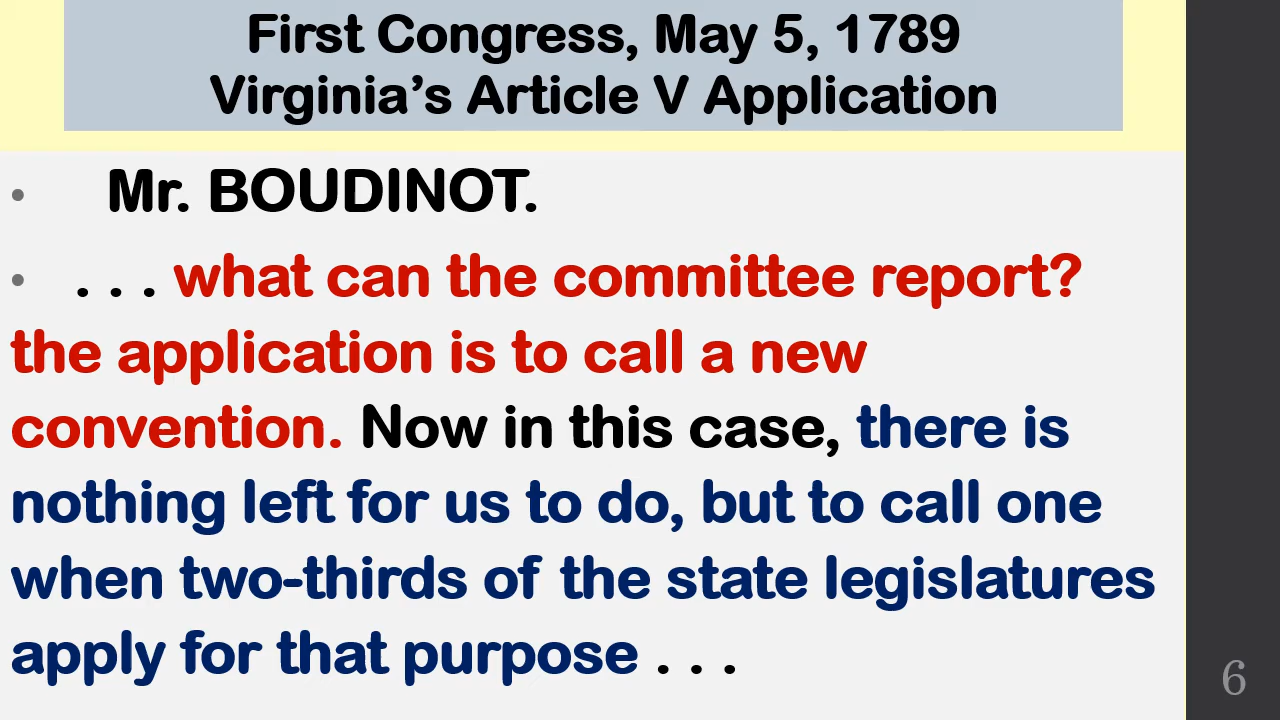 First Congress, May 5, 1789
Virginia’s Article V Application
• Mr. BOUDINOT.
• . . . what can the committee report?
the application is to call a new
convention. Now in this case, there is
nothing left for us to do, but to call one
when two-thirds of the state legislatures
apply for that purpose . . .
6